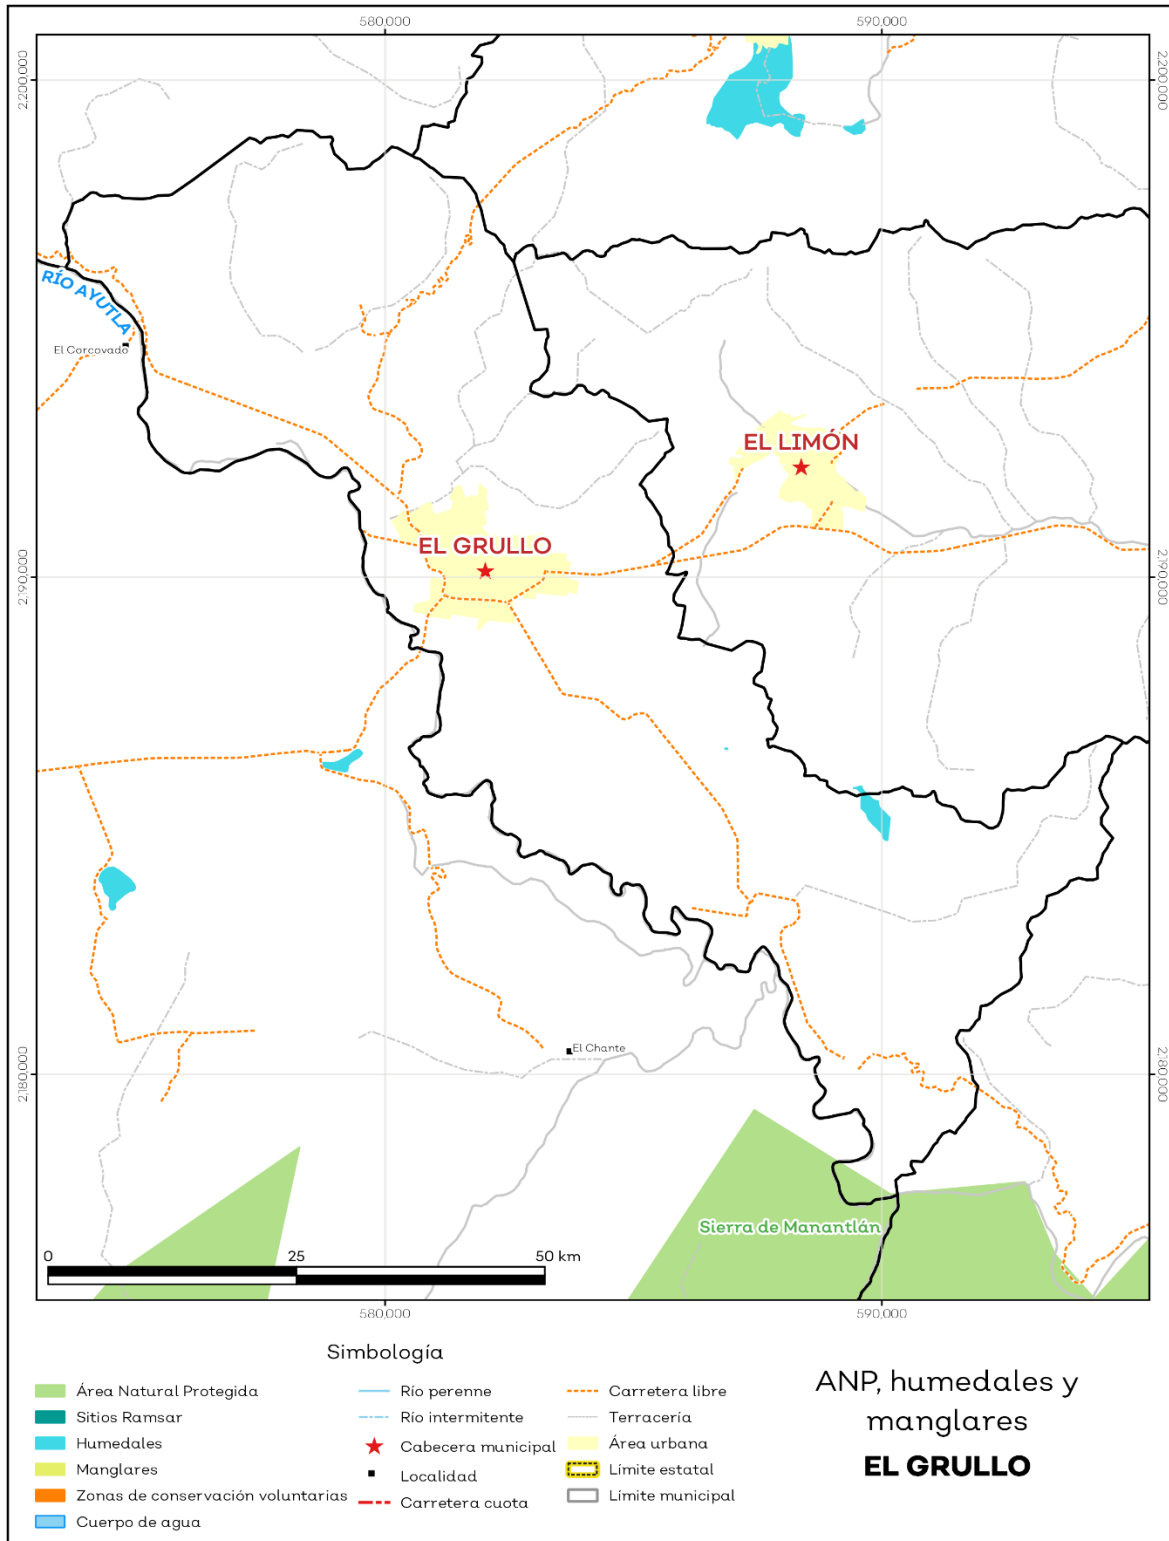 580,000
590,000
2,200,000
2,200,000
RÍO AYUTLA
El Corcovado
EL LIMÓN
EL GRULLO
2,190,000
2,190,000
El Chante
2,180,000
2,180,000
Sierra de Manantlán
0 25 50 km
580,000
590,000
Simbología
Área Natural Protegida
Sitios Ramsar
Humedales
Manglares
Zonas de conservación voluntarias
Cuerpo de agua
Río perenne
Río intermitente
Cabecera municipal
Localidad
Carretera cuota
Carretera libre
Terracería
Área urbana
Límite estatal
Límite municipal
ANP, humedales y
manglares
EL GRULLO